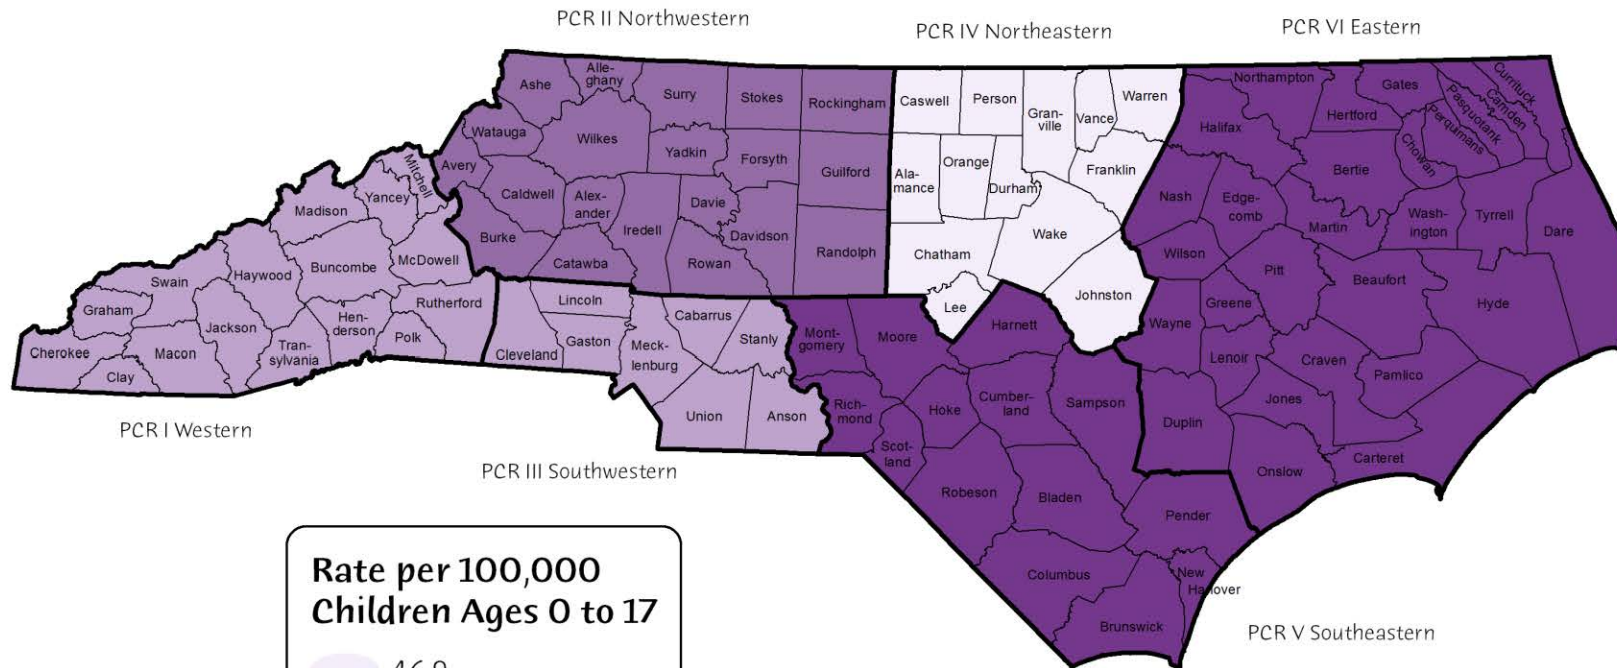 PCR II Northwestern
PCR IV Northeastern
PCR VI Eastern
Ashe
Alle-
ghany
Surry
Stokes
Rockingham
Caswell
Person
Gran-
ville
Vance
Warren
Northampton
Gates
Currituck
Camden
Pasquotank
Perquimans
Chowan
Hertford
Halifax
Watauga
Wilkes
Yadkin
Forsyth
Guilford
Ala-
mance
Orange
Durham
Franklin
Bertie
Nash
Edge-
comb
Martin
Wash-
ington
Tyrrell
Dare
Mitchell
Avery
Yancey
Madison
Caldwell
Alex-
ander
Iredell
Davie
Davidson
Burke
Catawba
Rowan
Randolph
Chatham
Wake
Wilson
Pitt
Beaufort
Hyde
Swain
Haywood
Buncombe
McDowell
Graham
Jackson
Hen-
derson
Rutherford
Lincoln
Cabarrus
Lee
Johnston
Greene
Wayne
Cherokee
Macon
Tran-
sylvania
Polk
Cleveland
Gaston
Meck-
lenburg
Stanly
Mont-
gomery
Moore
Harnett
Lenoir
Craven
Pamlico
Clay
Union
Anson
Rich-
mond
Hoke
Cumber-
land
Sampson
Duplin
Jones
Scot-
land
Onslow
Carteret
PCR I Western
PCR III Southwestern
Robeson
Bladen
Pender
Columbus
New
Hanover
Brunswick
PCR V Southeastern
Rate per 100,000
Children Ages 0 to 17